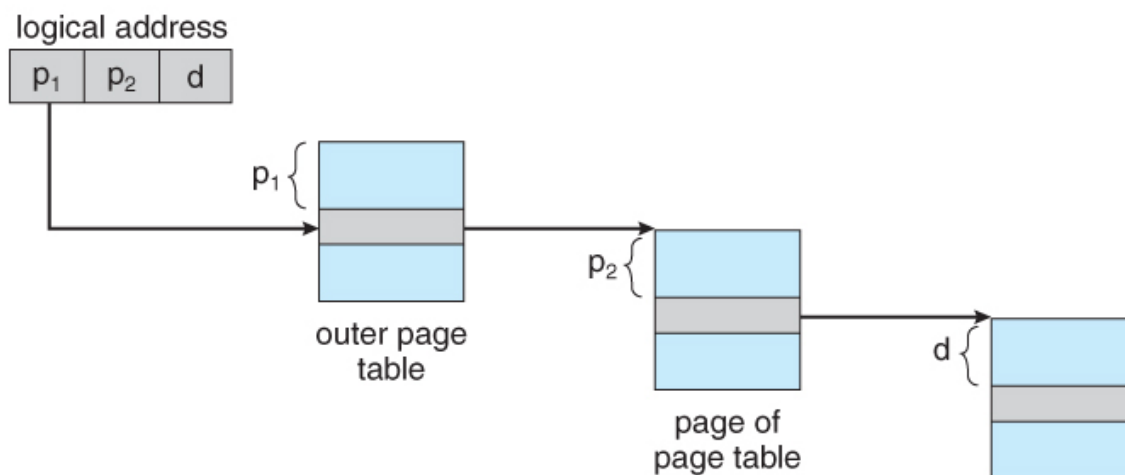 logical address
p₁ p₂ d
p₁
outer page
table
p₂
page of
page table
d